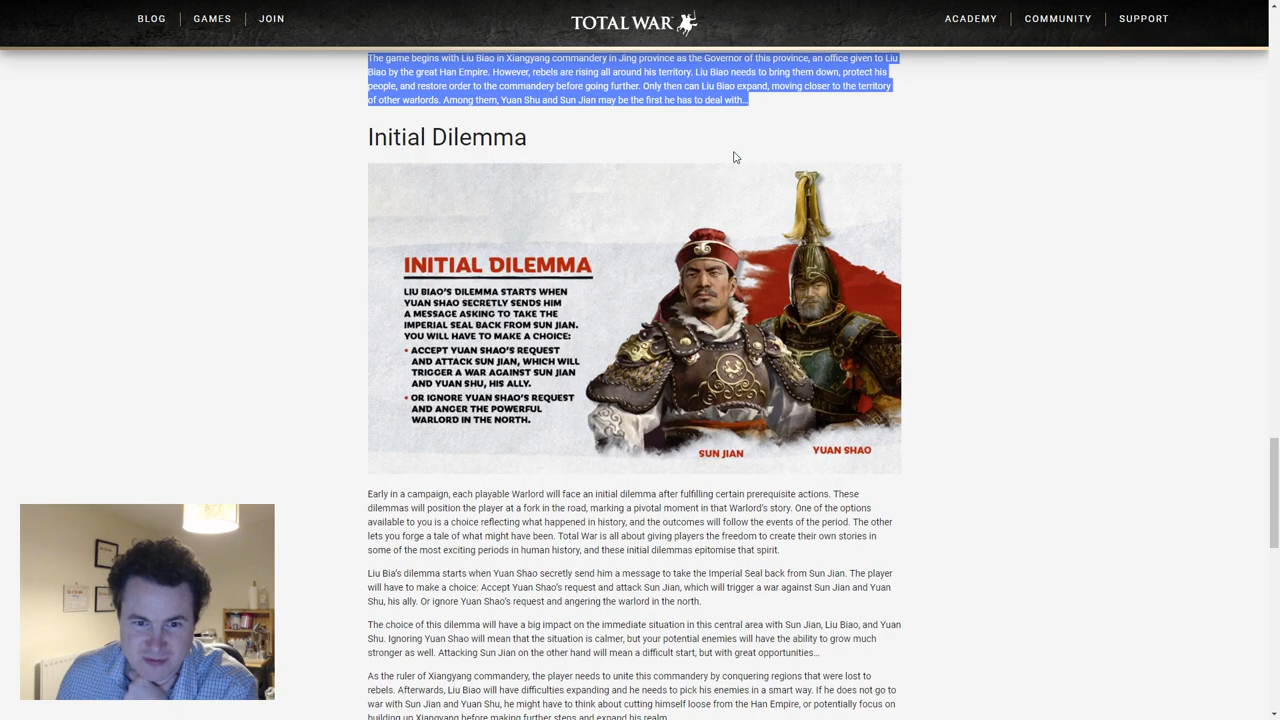 BLOG GAMES JOIN TOTAL WAR ACADEMY COMMUNITY SUPPORT
The game begins with Liu Biao in Xiangyang commandery in Jing province as the Governor of this province, an office given to Liu
Biao by the great Han Empire. However, rebels are rising all around his territory. Liu Biao needs to bring them down, protect his
people, and restore order to the commandery before going further. Only then can Liu Biao expand, moving closer to the territory
of other warlords. Among them, Yuan Shu and Sun Jian may be the first he has to deal with...
Initial Dilemma
INITIAL DILEMMA
LIU BIAO'S DILEMMA STARTS WHEN
YUAN SHAO SECRETLY SENDS HIM
A MESSAGE ASKING TO TAKE THE
IMPERIAL SEAL BACK FROM SUN JIAN.
YOU WILL HAVE TO MAKE A CHOICE:
• ACCEPT YUAN SHAO'S REQUEST
AND ATTACK SUN JIAN, WHICH WILL
TRIGGER A WAR AGAINST SUN JIAN
AND YUAN SHU, HIS ALLY.
• OR IGNORE YUAN SHAO'S REQUEST
AND ANGER THE POWERFUL
WARLORD IN THE NORTH.
SUN JIAN YUAN SHAO
Early in a campaign, each playable Warlord will face an initial dilemma after fulfilling certain prerequisite actions. These
dilemmas will position the player at a fork in the road, marking a pivotal moment in that Warlord's story. One of the options
available to you is a choice reflecting what happened in history, and the outcomes will follow the events of the period. The other
lets you forge a tale of what might have been. Total War is all about giving players the freedom to create their own stories in
some of the most exciting periods in human history, and these initial dilemmas epitomise that spirit.
Liu Bia's dilemma starts when Yuan Shao secretly send him a message to take the Imperial Seal back from Sun Jian. The player
will have to make a choice: Accept Yuan Shao's request and attack Sun Jian, which will trigger a war against Sun Jian and Yuan
Shu, his ally. Or ignore Yuan Shao's request and angering the warlord in the north.
The choice of this dilemma will have a big impact on the immediate situation in this central area with Sun Jian, Liu Biao, and Yuan
Shu. Ignoring Yuan Shao will mean that the situation is calmer, but your potential enemies will have the ability to grow much
stronger as well. Attacking Sun Jian on the other hand will mean a difficult start, but with great opportunities...
As the ruler of Xiangyang commandery, the player needs to unite this commandery by conquering regions that were lost to
rebels. Afterwards, Liu Biao will have difficulties expanding and he needs to pick his enemies in a smart way. If he does not go to
war with Sun Jian and Yuan Shu, he might have to think about cutting himself loose from the Han Empire, or potentially focus on
building up Xiangyang before making further steps and expand his realm.